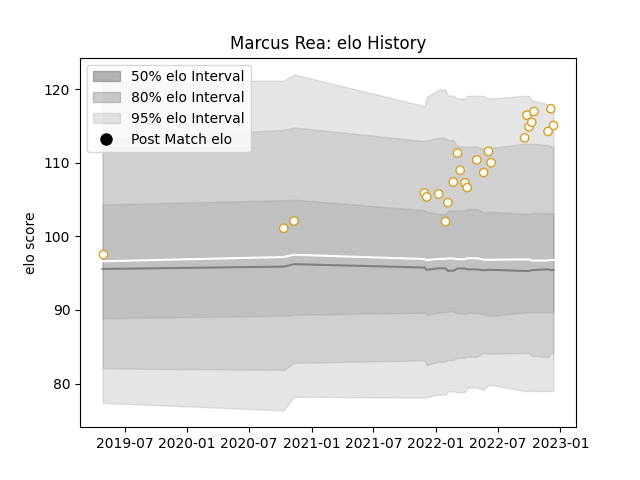 Marcus Rea: elo History
50% elo Interval
80% elo Interval
95% elo Interval
Post Match elo
elo score
120
110
100
90
80
2019-07 2020-01 2020-07 2021-01 2021-07 2022-01 2022-07 2023-01